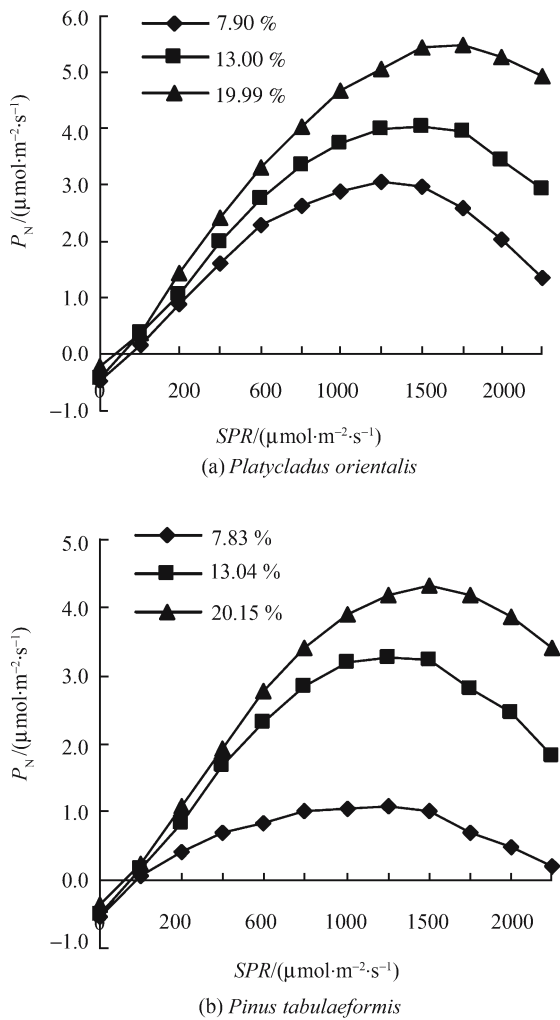 6.0
5.0
4.0
3.0
2.0
1.0
0.0
−1.0
P_N/(μmol·m⁻²·s⁻¹)
7.90 %
13.00 %
19.99 %
0 200 600 1000 1500 2000
SPR/(μmol·m⁻²·s⁻¹)
(a) Platycladus orientalis
5.0
4.0
3.0
2.0
1.0
0.0
−1.0
P_N/(μmol·m⁻²·s⁻¹)
7.83 %
13.04 %
20.15 %
0 200 600 1000 1500 2000
SPR/(μmol·m⁻²·s⁻¹)
(b) Pinus tabulaeformis